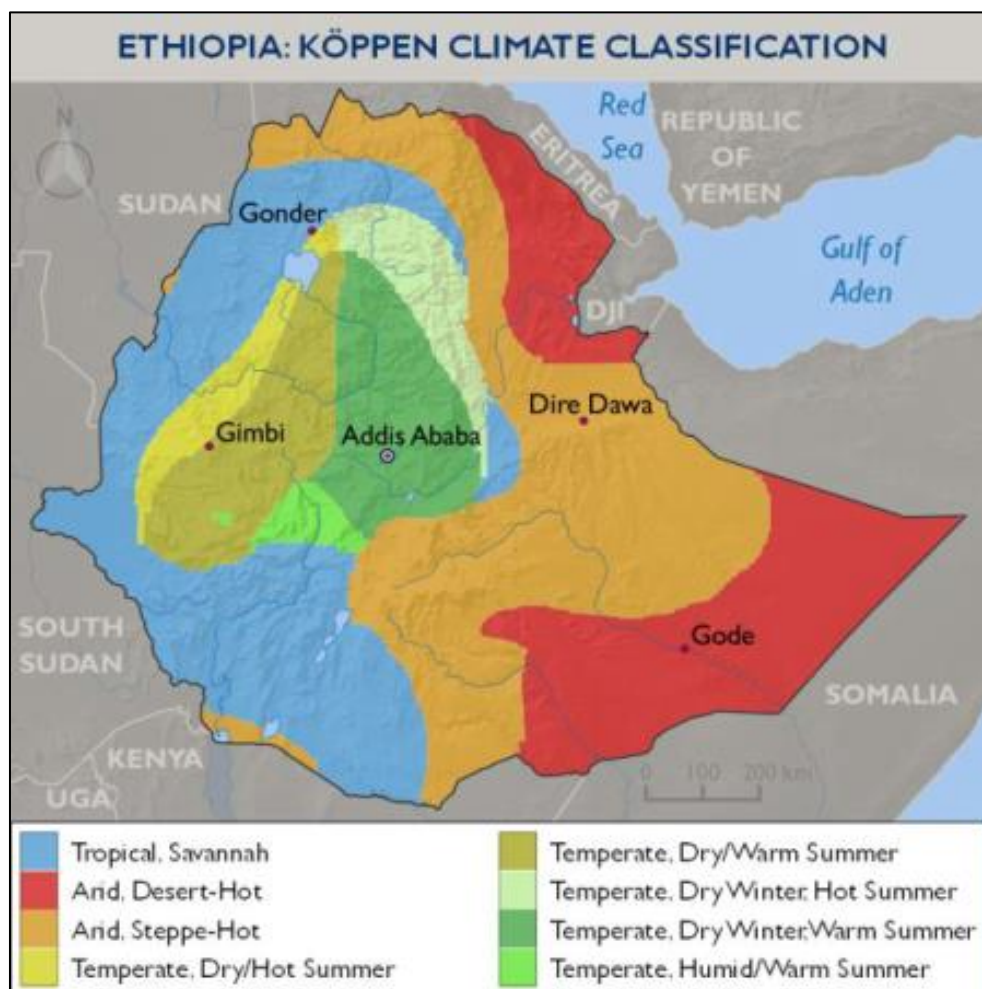 ETHIOPIA: KÖPPEN CLIMATE CLASSIFICATION
N
Red
Sea
REPUBLIC
OF
YEMEN
ERITREA
SUDAN
Gonder
Gulf of
Aden
DJI
Dire Dawa
Gimbi
Addis Ababa
SOUTH
SUDAN
Gode
SOMALIA
KENYA
UGA
0 100 200 km
Tropical, Savannah
Arid, Desert-Hot
Arid, Steppe-Hot
Temperate, Dry/Hot Summer
Temperate, Dry/Warm Summer
Temperate, Dry Winter, Hot Summer
Temperate, Dry Winter, Warm Summer
Temperate, Humid/Warm Summer